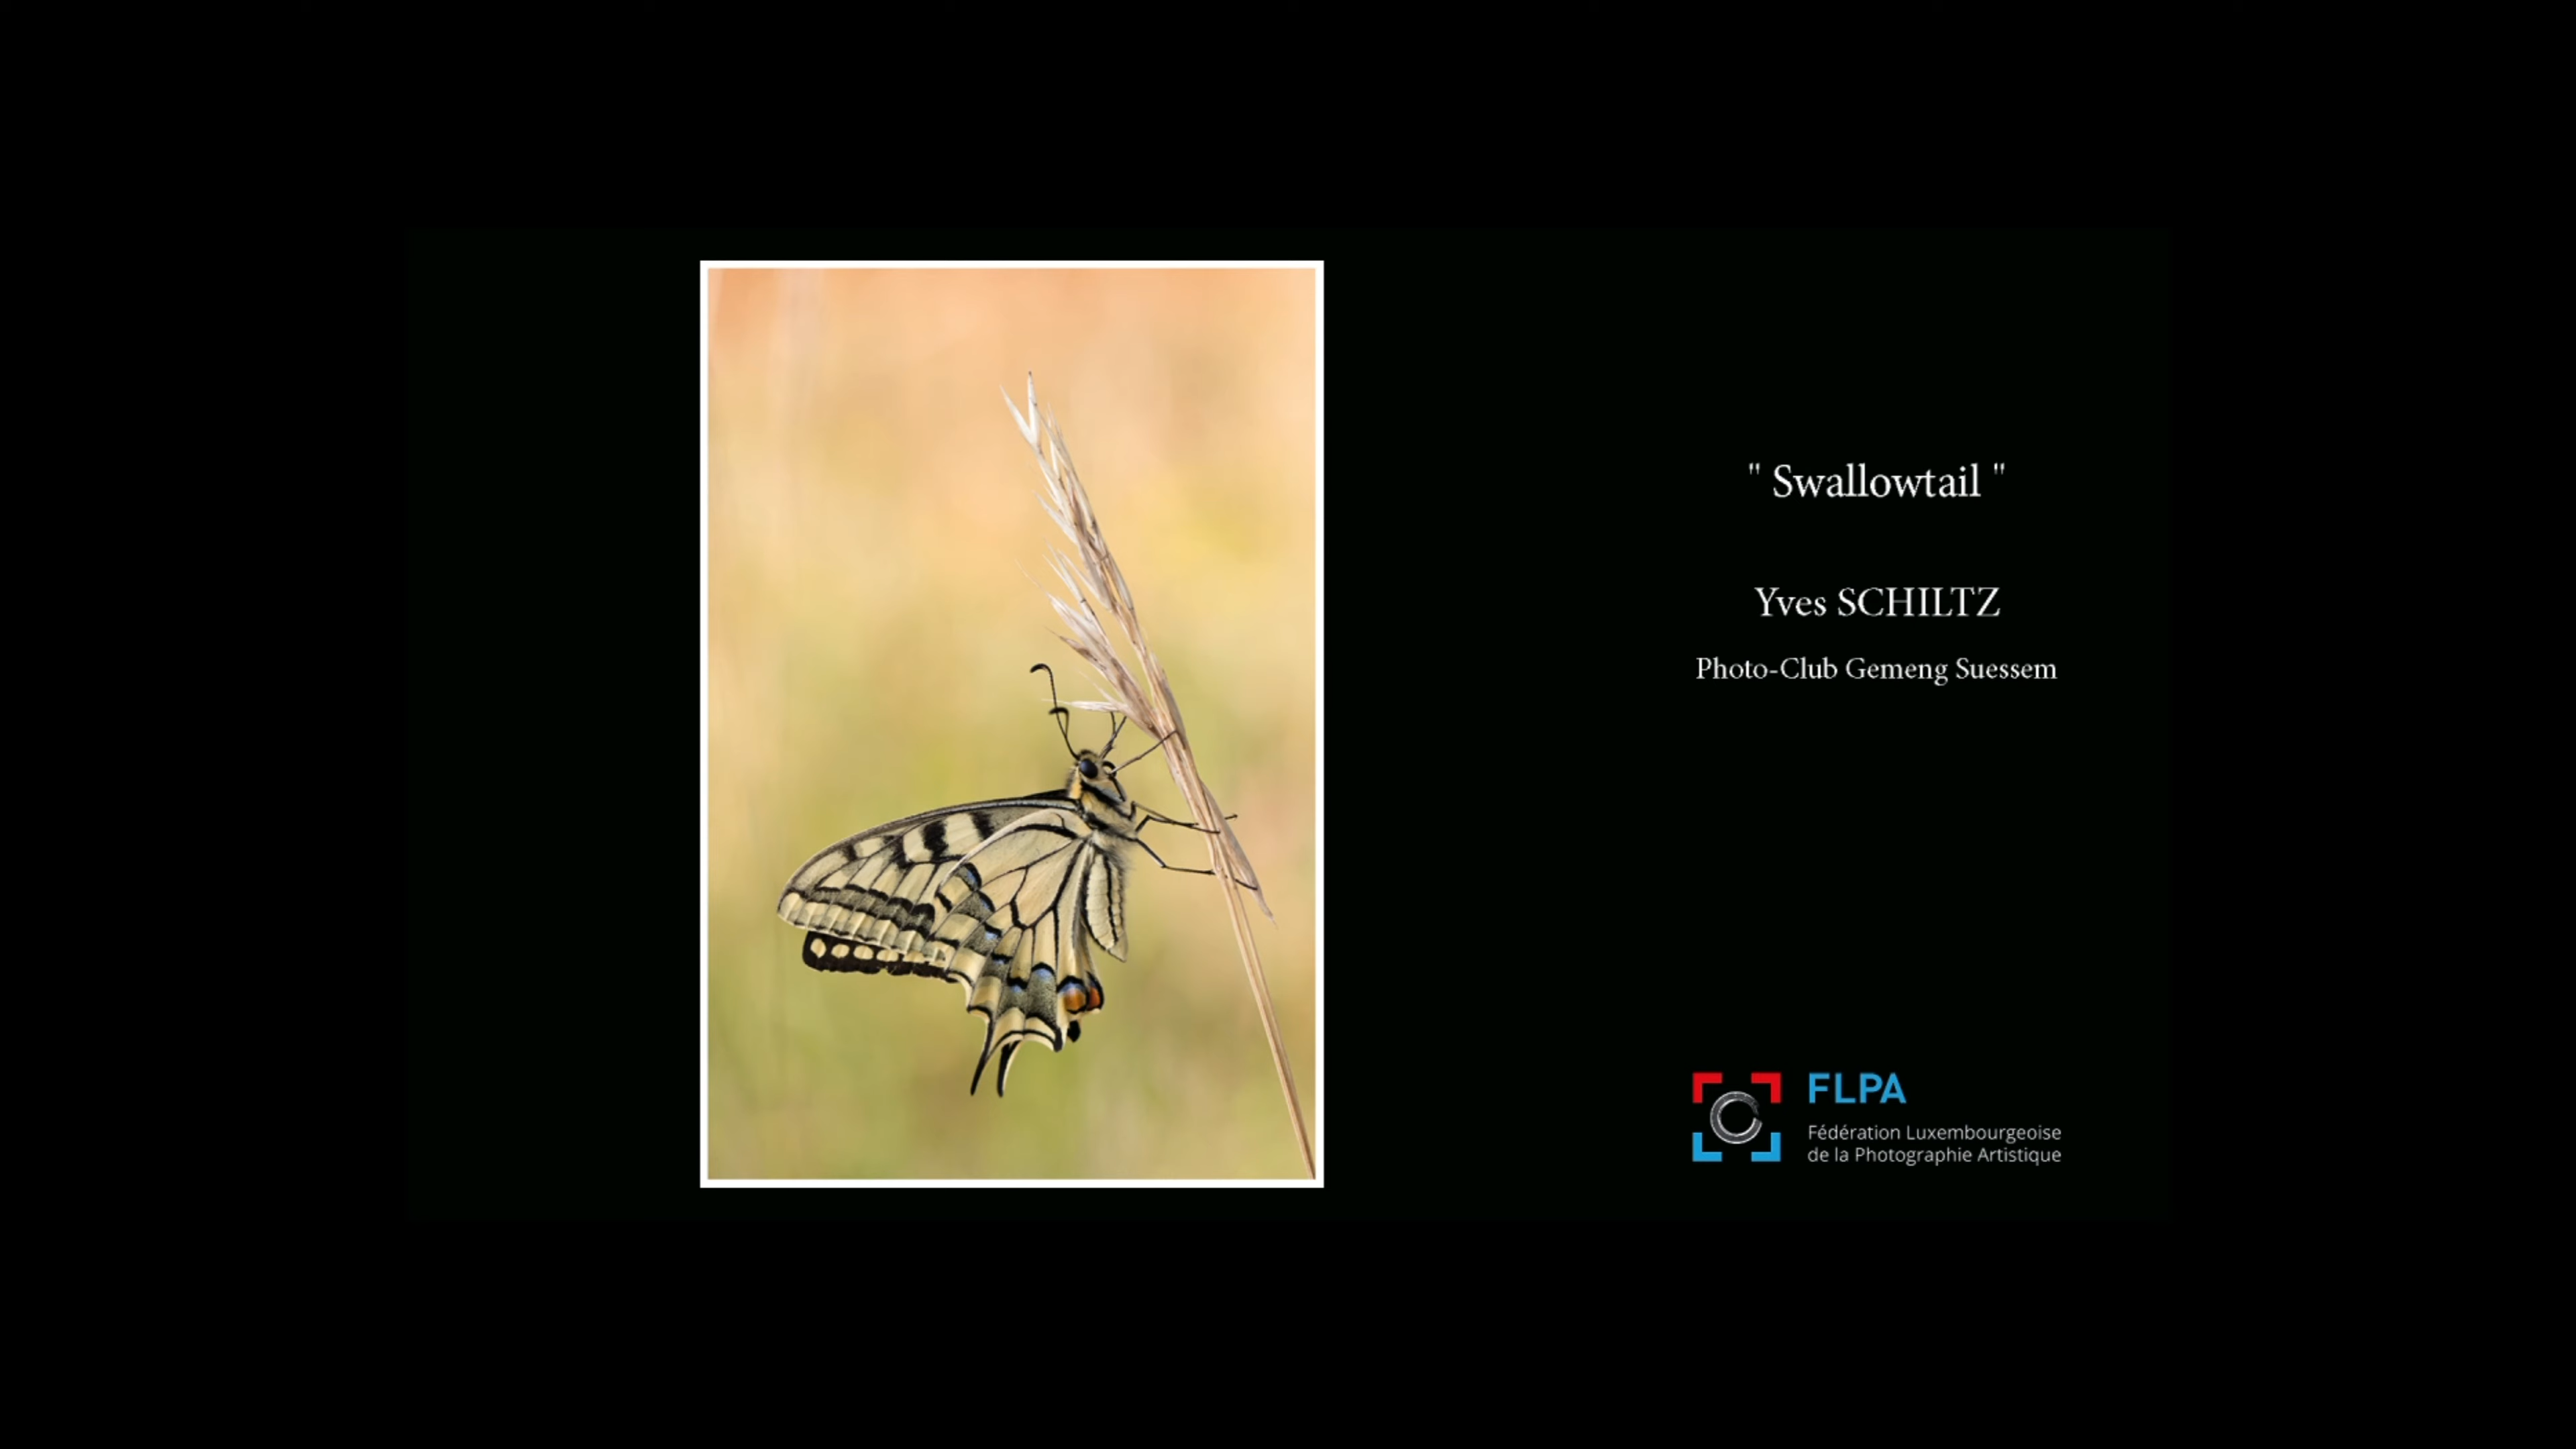 " Swallowtail "
Yves SCHILTZ
Photo-Club Gemeng Suessem
FLPA
Fédération Luxembourgeoise
de la Photographie Artistique